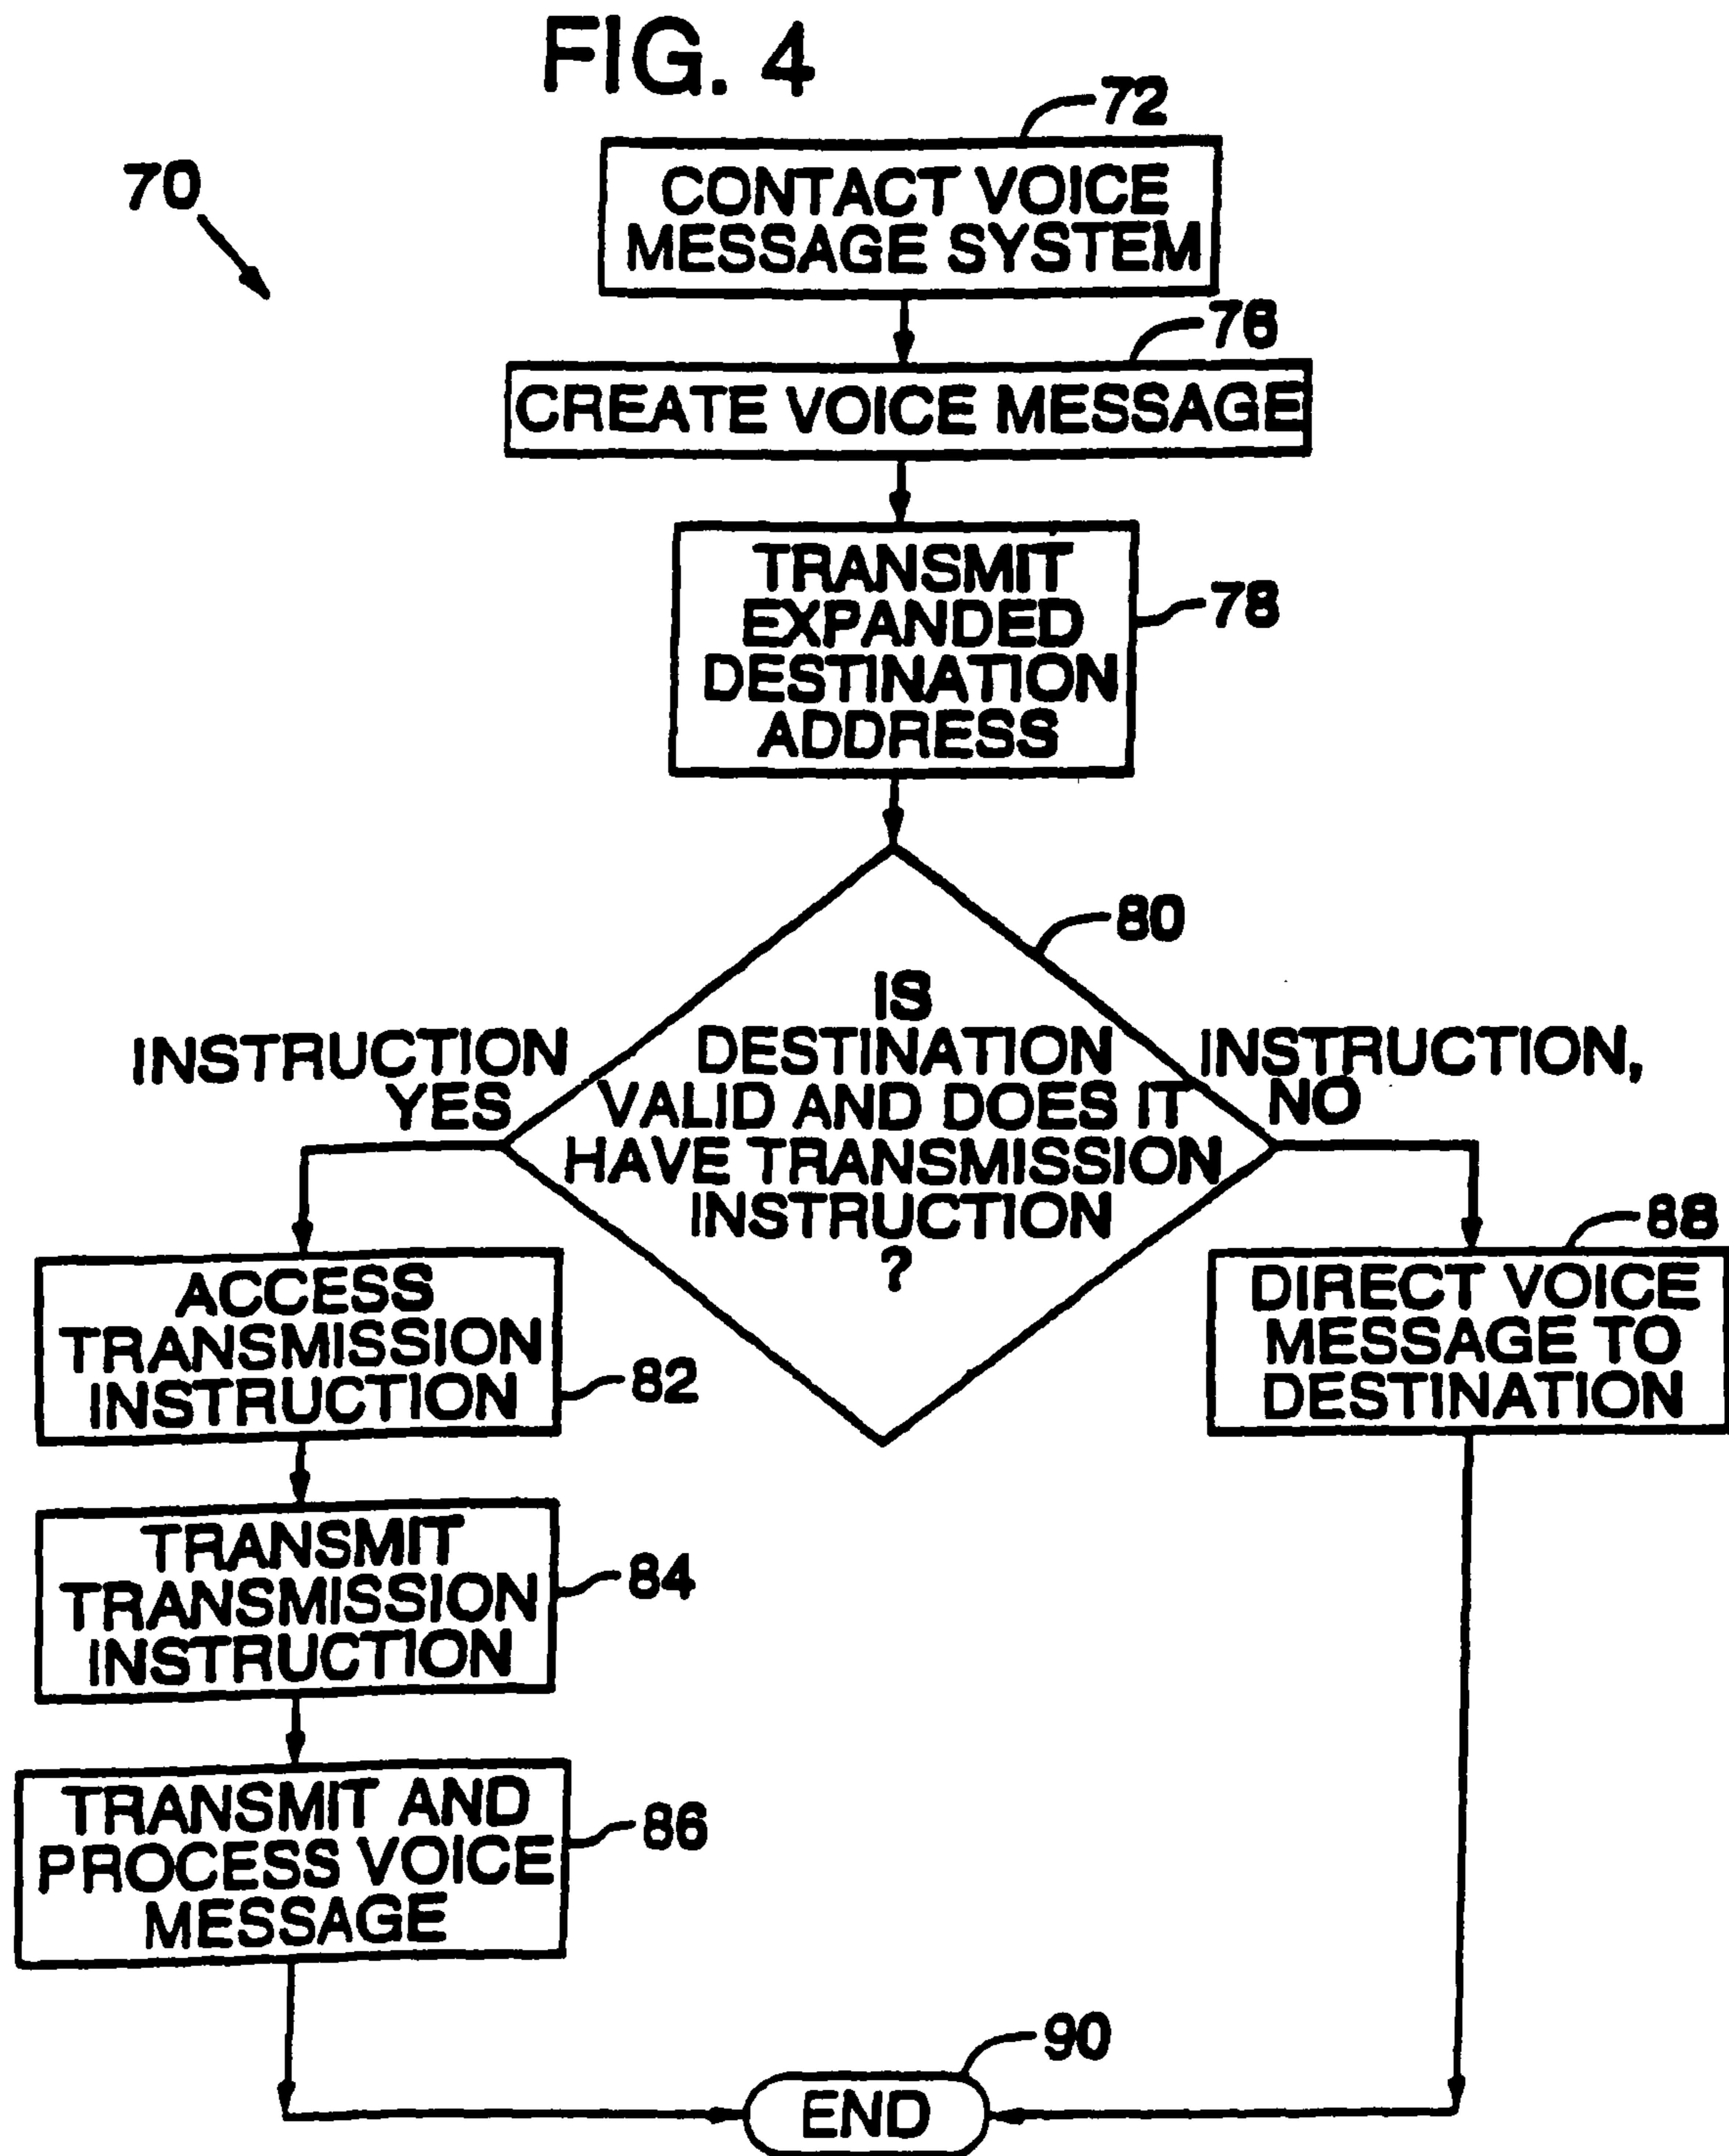 FIG. 4
70
72
CONTACT VOICE
MESSAGE SYSTEM
76
CREATE VOICE MESSAGE
TRANSMIT
EXPANDED
DESTINATION
ADDRESS
78
80
IS
DESTINATION
VALID AND DOES IT
HAVE TRANSMISSION
INSTRUCTION
?
INSTRUCTION
YES
INSTRUCTION,
NO
ACCESS
TRANSMISSION
INSTRUCTION
82
88
DIRECT VOICE
MESSAGE TO
DESTINATION
TRANSMIT
TRANSMISSION
INSTRUCTION
84
TRANSMIT AND
PROCESS VOICE
MESSAGE
86
90
END